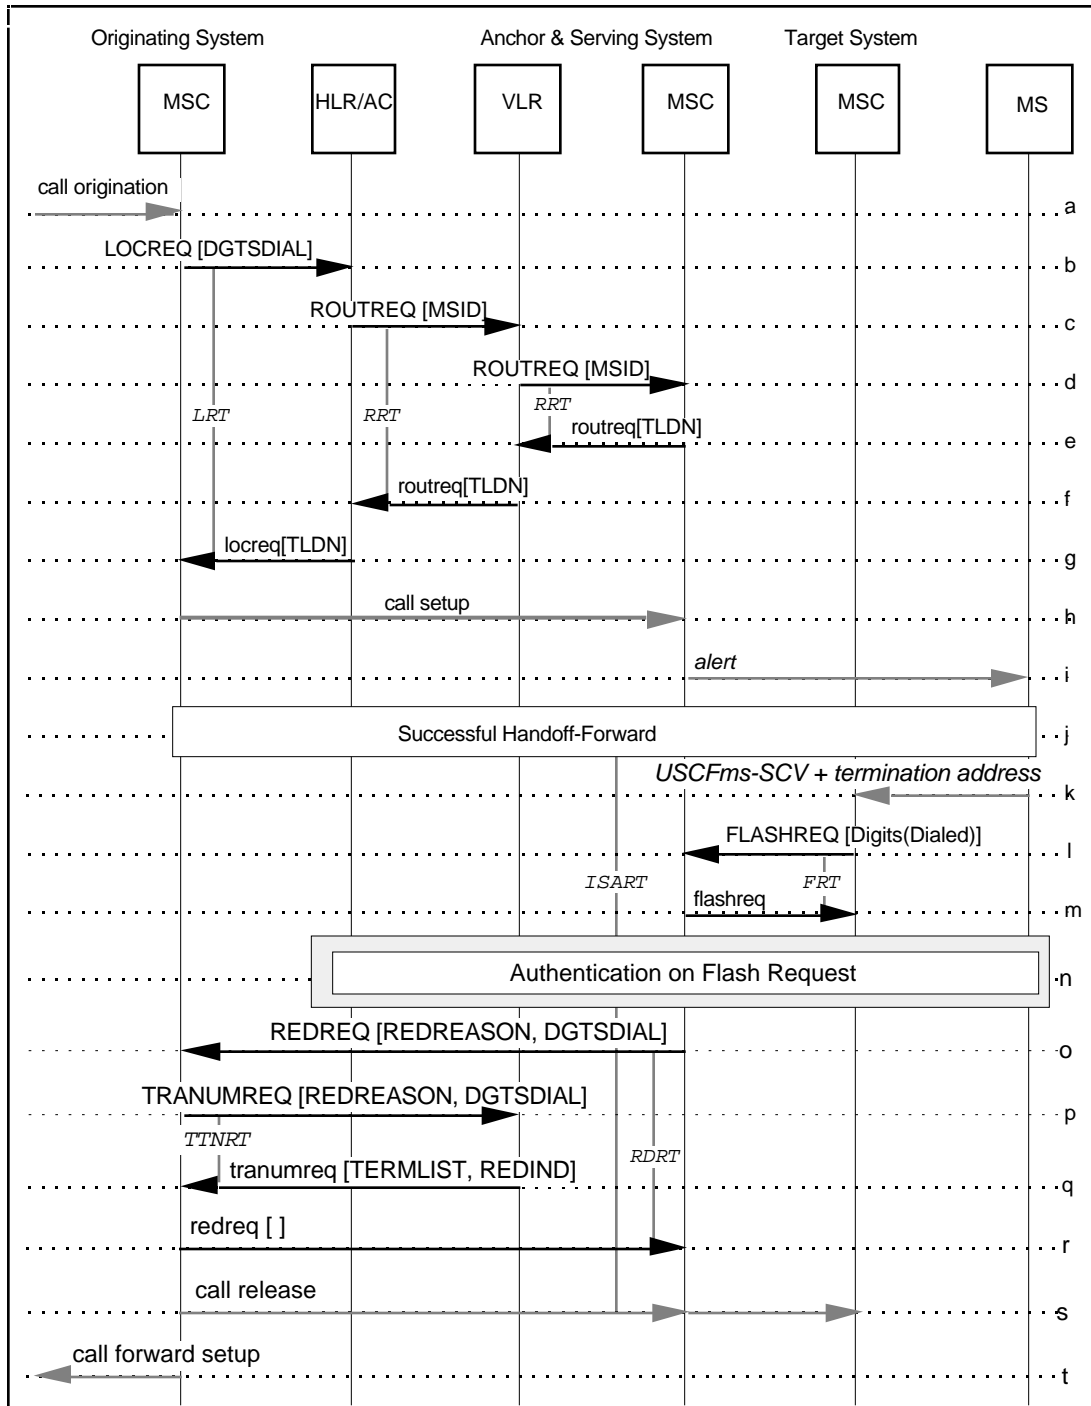 Originating System Anchor & Serving System Target System
MSC HLR/AC VLR MSC MSC MS
call origination
a
LOCREQ [DGTSDIAL]
b
ROUTREQ [MSID]
c
ROUTREQ [MSID]
d
LRT RRT RRT
routreq[TLDN]
e
routreq[TLDN]
f
locreq[TLDN]
g
call setup
h
alert
i
Successful Handoff-Forward
j
USCFms-SCV + termination address
k
FLASHREQ [Digits(Dialed)]
l
ISART FRT
flashreq
m
Authentication on Flash Request
n
REDREQ [REDREASON, DGTSDIAL]
o
TRANUMREQ [REDREASON, DGTSDIAL]
p
TTNRT RDRT
tranumreq [TERMLIST, REDIND]
q
redreq [ ]
r
call release
s
call forward setup
t